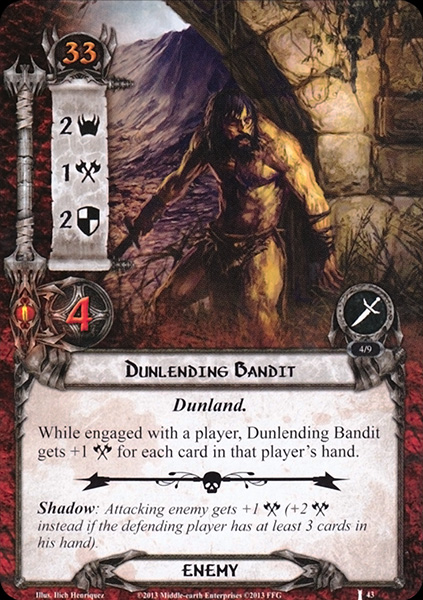 33
2
1
2
4
4/9
Dunlending Bandit
Dunland.
While engaged with a player, Dunlending Bandit
gets +1 for each card in that player's hand.
Shadow: Attacking enemy gets +1 (+2
instead if the defending player has at least 3 cards in
his hand).
ENEMY
Illus. Ilich Henriquez
©2013 Middle-earth Enterprises ©2013 FFG
43